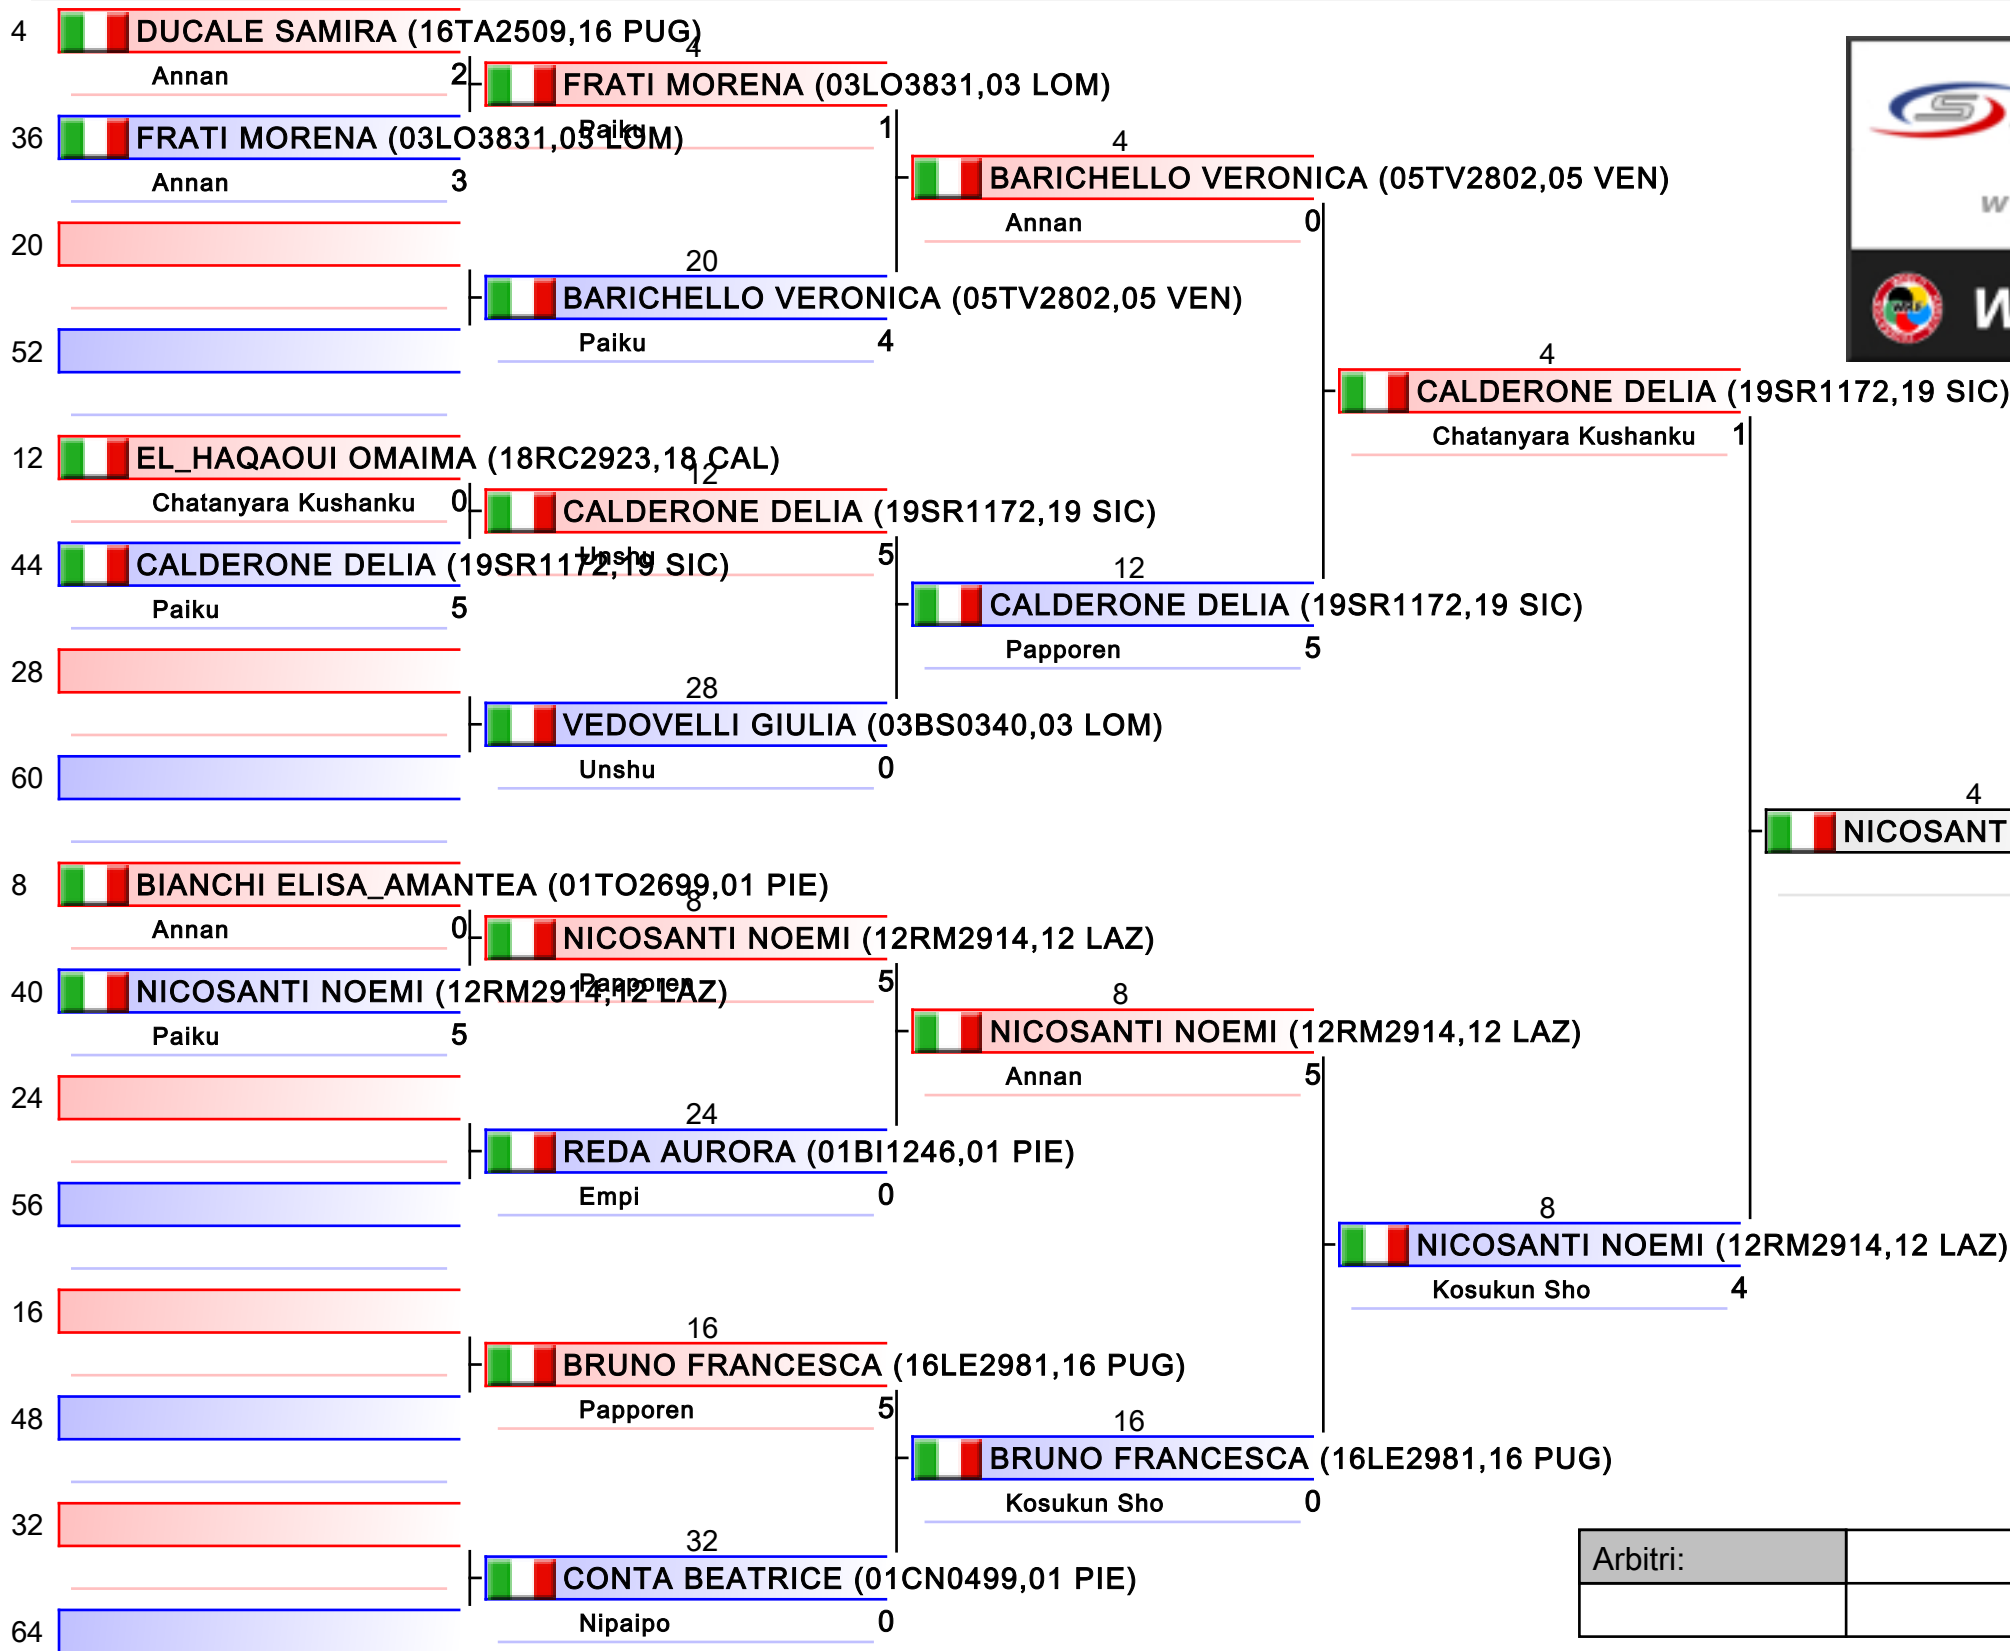 4 DUCALE SAMIRA (16TA2509,16 PUG)
Annan 2
4
FRATI MORENA (03LO3831,03 LOM)
Paiku 1
36 FRATI MORENA (03LO3831,03 LOM)
Annan 3
4
BARICHELLO VERONICA (05TV2802,05 VEN)
Annan 0
20
20
BARICHELLO VERONICA (05TV2802,05 VEN)
Paiku 4
52
4
CALDERONE DELIA (19SR1172,19 SIC)
Chatanyara Kushanku 1
12 EL_HAQAOUI OMAIMA (18RC2923,18 CAL)
Chatanyara Kushanku 0
12
CALDERONE DELIA (19SR1172,19 SIC)
Unshu 5
44 CALDERONE DELIA (19SR1172,19 SIC)
Paiku 5
12
CALDERONE DELIA (19SR1172,19 SIC)
Papporen 5
28
28
VEDOVELLI GIULIA (03BS0340,03 LOM)
Unshu 0
60
4
NICOSANT
8 BIANCHI ELISA_AMANTEA (01TO2699,01 PIE)
Annan 0
8
NICOSANTI NOEMI (12RM2914,12 LAZ)
Papporen 5
40 NICOSANTI NOEMI (12RM2914,12 LAZ)
Paiku 5
8
NICOSANTI NOEMI (12RM2914,12 LAZ)
Annan 5
24
24
REDA AURORA (01BI1246,01 PIE)
Empi 0
56
8
NICOSANTI NOEMI (12RM2914,12 LAZ)
Kosukun Sho 4
16
16
BRUNO FRANCESCA (16LE2981,16 PUG)
Papporen 5
48
16
BRUNO FRANCESCA (16LE2981,16 PUG)
Kosukun Sho 0
32
32
CONTA BEATRICE (01CN0499,01 PIE)
Nipaipo 0
64
Arbitri: